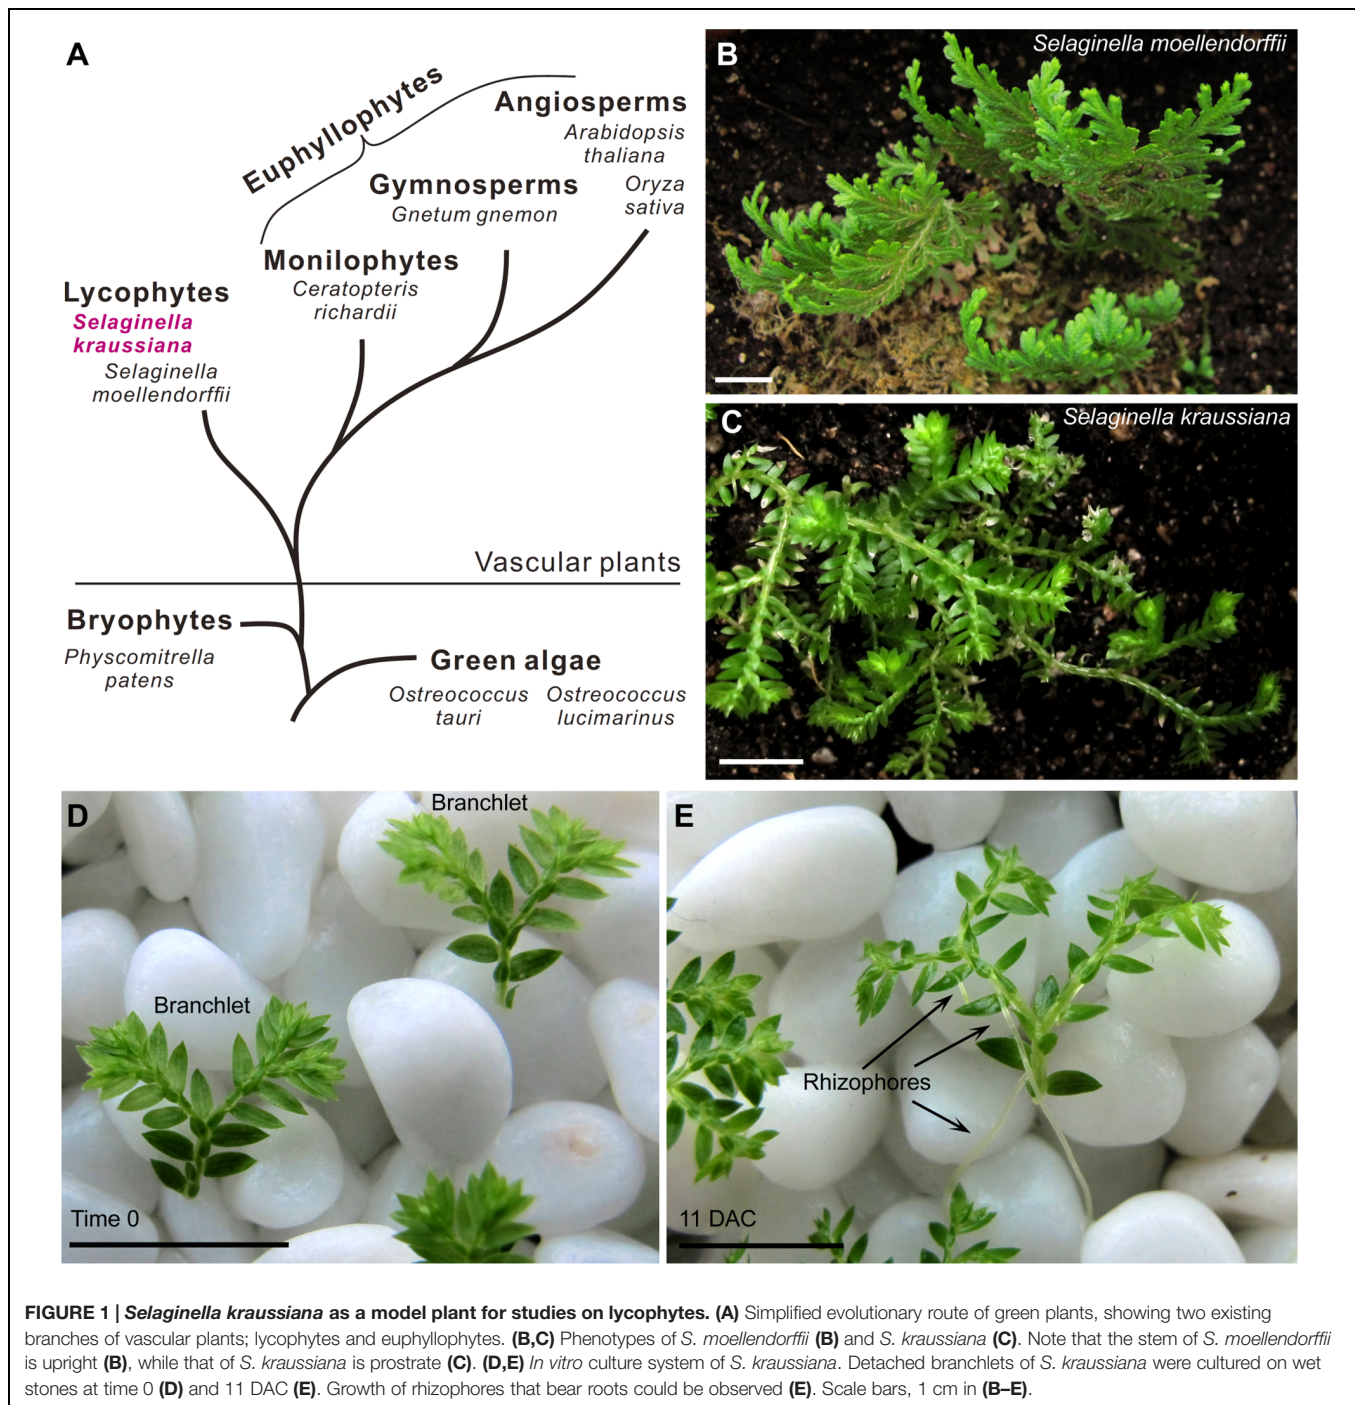 A
Euphyllophytes
Angiosperms
Arabidopsis
thaliana
Oryza
sativa
Gymnosperms
Gnetum gnemon
Monilophytes
Ceratopteris
richardii
Lycophytes
Selaginella
kraussiana
Selaginella
moellendorffii
Vascular plants
Bryophytes
Physcomitrella
patens
Green algae
Ostreococcus
tauri
Ostreococcus
lucimarinus
B
Selaginella moellendorffii
C
Selaginella kraussiana
D
Branchlet
Branchlet
Time 0
E
Rhizophores
11 DAC
FIGURE 1 | Selaginella kraussiana as a model plant for studies on lycophytes. (A) Simplified evolutionary route of green plants, showing two existing
branches of vascular plants; lycophytes and euphyllophytes. (B,C) Phenotypes of S. moellendorffii (B) and S. kraussiana (C). Note that the stem of S. moellendorffii
is upright (B), while that of S. kraussiana is prostrate (C). (D,E) In vitro culture system of S. kraussiana. Detached branchlets of S. kraussiana were cultured on wet
stones at time 0 (D) and 11 DAC (E). Growth of rhizophores that bear roots could be observed (E). Scale bars, 1 cm in (B–E).